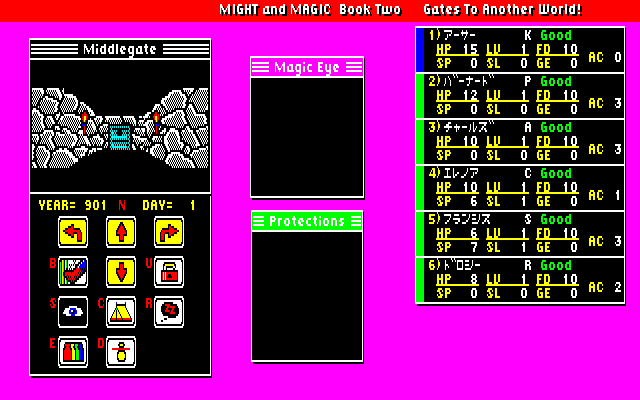 MIGHT and MAGIC Book Two Gates To Another World!
Middlegate
YEAR= 901 N DAY= 1
B
U
S
C
R
E
D
Magic Eye
Protections
1) アーサー K Good
HP 15 LV 1 FD 10 AC 0
SP 0 SL 0 GE 0
2) バーナード P Good
HP 12 LV 1 FD 10 AC 3
SP 0 SL 0 GE 0
3) チャールズ A Good
HP 10 LV 1 FD 10 AC 3
SP 0 SL 0 GE 0
4) エレノア C Good
HP 10 LV 1 FD 10 AC 1
SP 6 SL 1 GE 0
5) フランシス S Good
HP 6 LV 1 FD 10 AC 3
SP 7 SL 1 GE 0
6) ドロシー R Good
HP 8 LV 1 FD 10 AC 2
SP 0 SL 0 GE 0